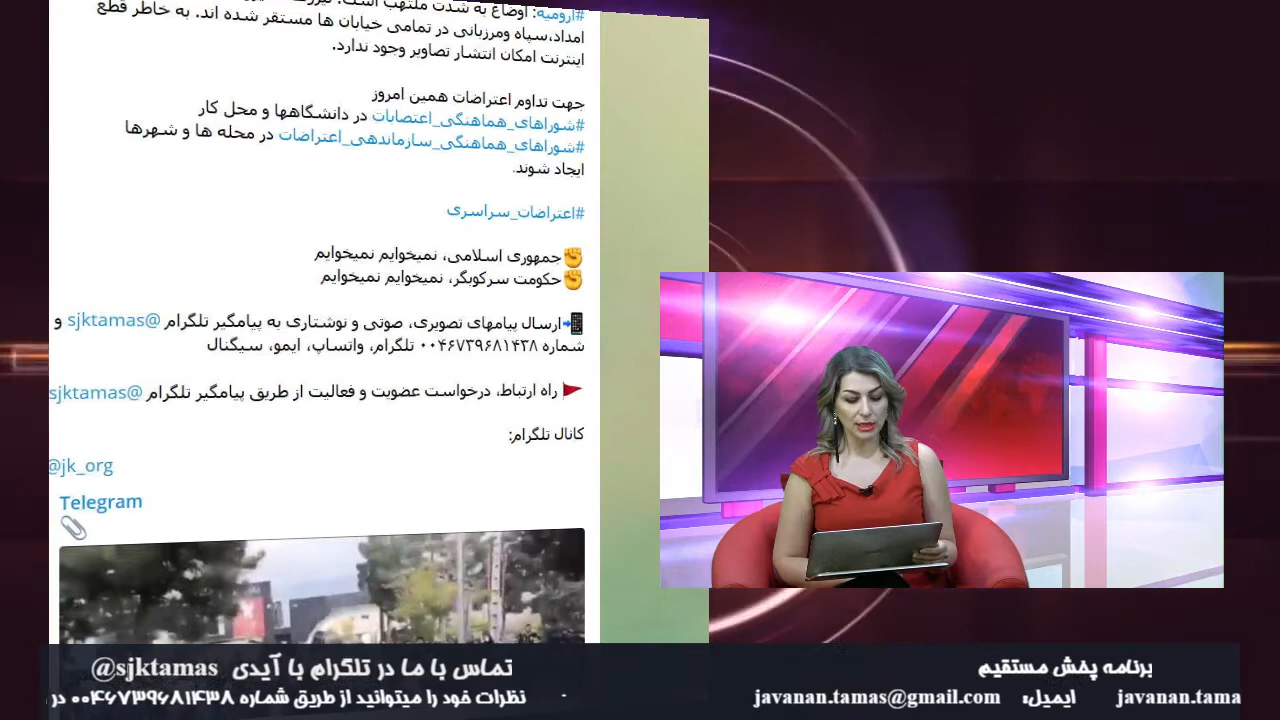 #ارومیه: اوضاع به شدت ملتهب است.
امداد،سپاه ومرزبانی در تمامی خیابان ها مستقر شده اند. به خاطر قطع
اینترنت امکان انتشار تصاویر وجود ندارد.
جهت تداوم اعتراضات همین امروز
#شوراهای_هماهنگی_اعتصابات در دانشگاهها و محل کار
#شوراهای_هماهنگی_سازماندهی_اعتراضات در محله ها و شهرها
ایجاد شوند.
#اعتراضات_سراسری
✊جمهوری اسلامی، نمیخوایم نمیخوایم
✊حکومت سرکوبگر، نمیخوایم نمیخوایم
📲ارسال پیامهای تصویری، صوتی و نوشتاری به پیامگیر تلگرام @sjktamas و
شماره ۰۰۴۶۷۳۹۶۸۱۴۳۸ تلگرام، واتساپ، ایمو، سیگنال
🚩 راه ارتباط، درخواست عضویت و فعالیت از طریق پیامگیر تلگرام @sjktamas
کانال تلگرام:
@jk_org
Telegram
برنامه پخش مستقیم
تماس با ما در تلگرام با آیدی @sjktamas
javanan.tama
ایمیل: javanan.tamas@gmail.com
- نظرات خود را میتوانید از طریق شماره ۰۰۴۶۷۳۹۶۸۱۴۳۸ در